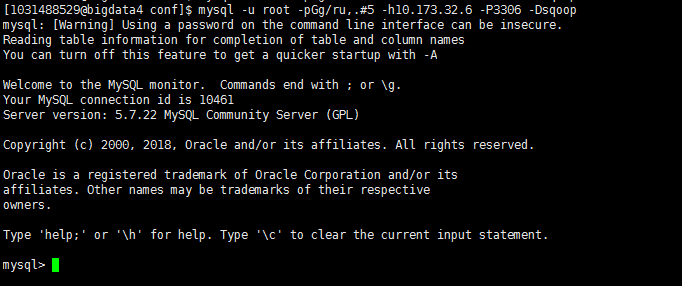 [1031488529@bigdata4 conf]$ mysql -u root -pGg/ru,.#5 -h10.173.32.6 -P3306 -Dsqoop
mysql: [Warning] Using a password on the command line interface can be insecure.
Reading table information for completion of table and column names
You can turn off this feature to get a quicker startup with -A
Welcome to the MySQL monitor.  Commands end with ; or \g.
Your MySQL connection id is 10461
Server version: 5.7.22 MySQL Community Server (GPL)
Copyright (c) 2000, 2018, Oracle and/or its affiliates. All rights reserved.
Oracle is a registered trademark of Oracle Corporation and/or its
affiliates. Other names may be trademarks of their respective
owners.
Type 'help;' or '\h' for help. Type '\c' to clear the current input statement.
mysql>